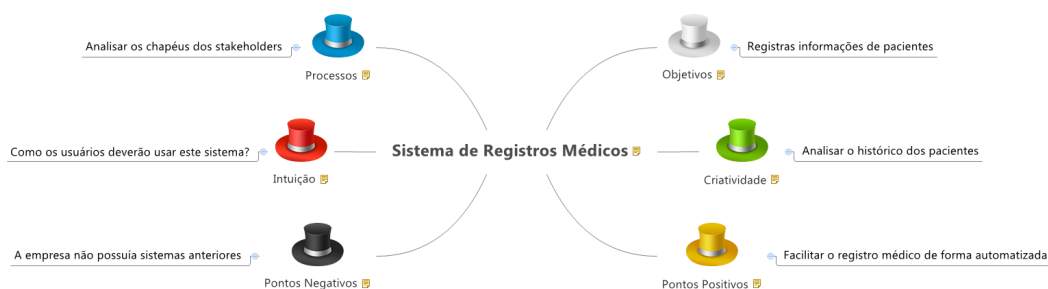 Analisar os chapéus dos stakeholders
Processos
Objetivos
Registras informações de pacientes
Como os usuários deverão usar este sistema?
Intuição
Sistema de Registros Médicos
Criatividade
Analisar o histórico dos pacientes
A empresa não possuía sistemas anteriores
Pontos Negativos
Pontos Positivos
Facilitar o registro médico de forma automatizada